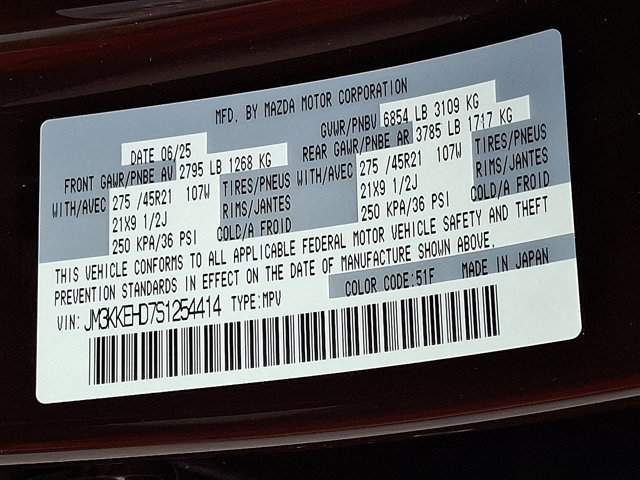 MFD. BY MAZDA MOTOR CORPORATION
DATE 06/25 GVWR/PNBV 6854 LB 3109 KG
FRONT GAWR/PNBE AV 2795 LB 1268 KG REAR GAWR/PNBE AR 3785 LB 1717 KG
WITH/AVEC 275 /45R21 107W TIRES/PNEUS WITH/AVEC 275 /45R21 107W TIRES/PNEUS
21X9 1/2J RIMS/JANTES 21X9 1/2J RIMS/JANTES
250 KPA/36 PSI COLD/A FROID 250 KPA/36 PSI COLD/A FROID
THIS VEHICLE CONFORMS TO ALL APPLICABLE FEDERAL MOTOR VEHICLE SAFETY AND THEFT
PREVENTION STANDARDS IN EFFECT ON THE DATE OF MANUFACTURE SHOWN ABOVE.
COLOR CODE:51F MADE IN JAPAN
VIN: JM3KKEHD7S1254414 TYPE:MPV